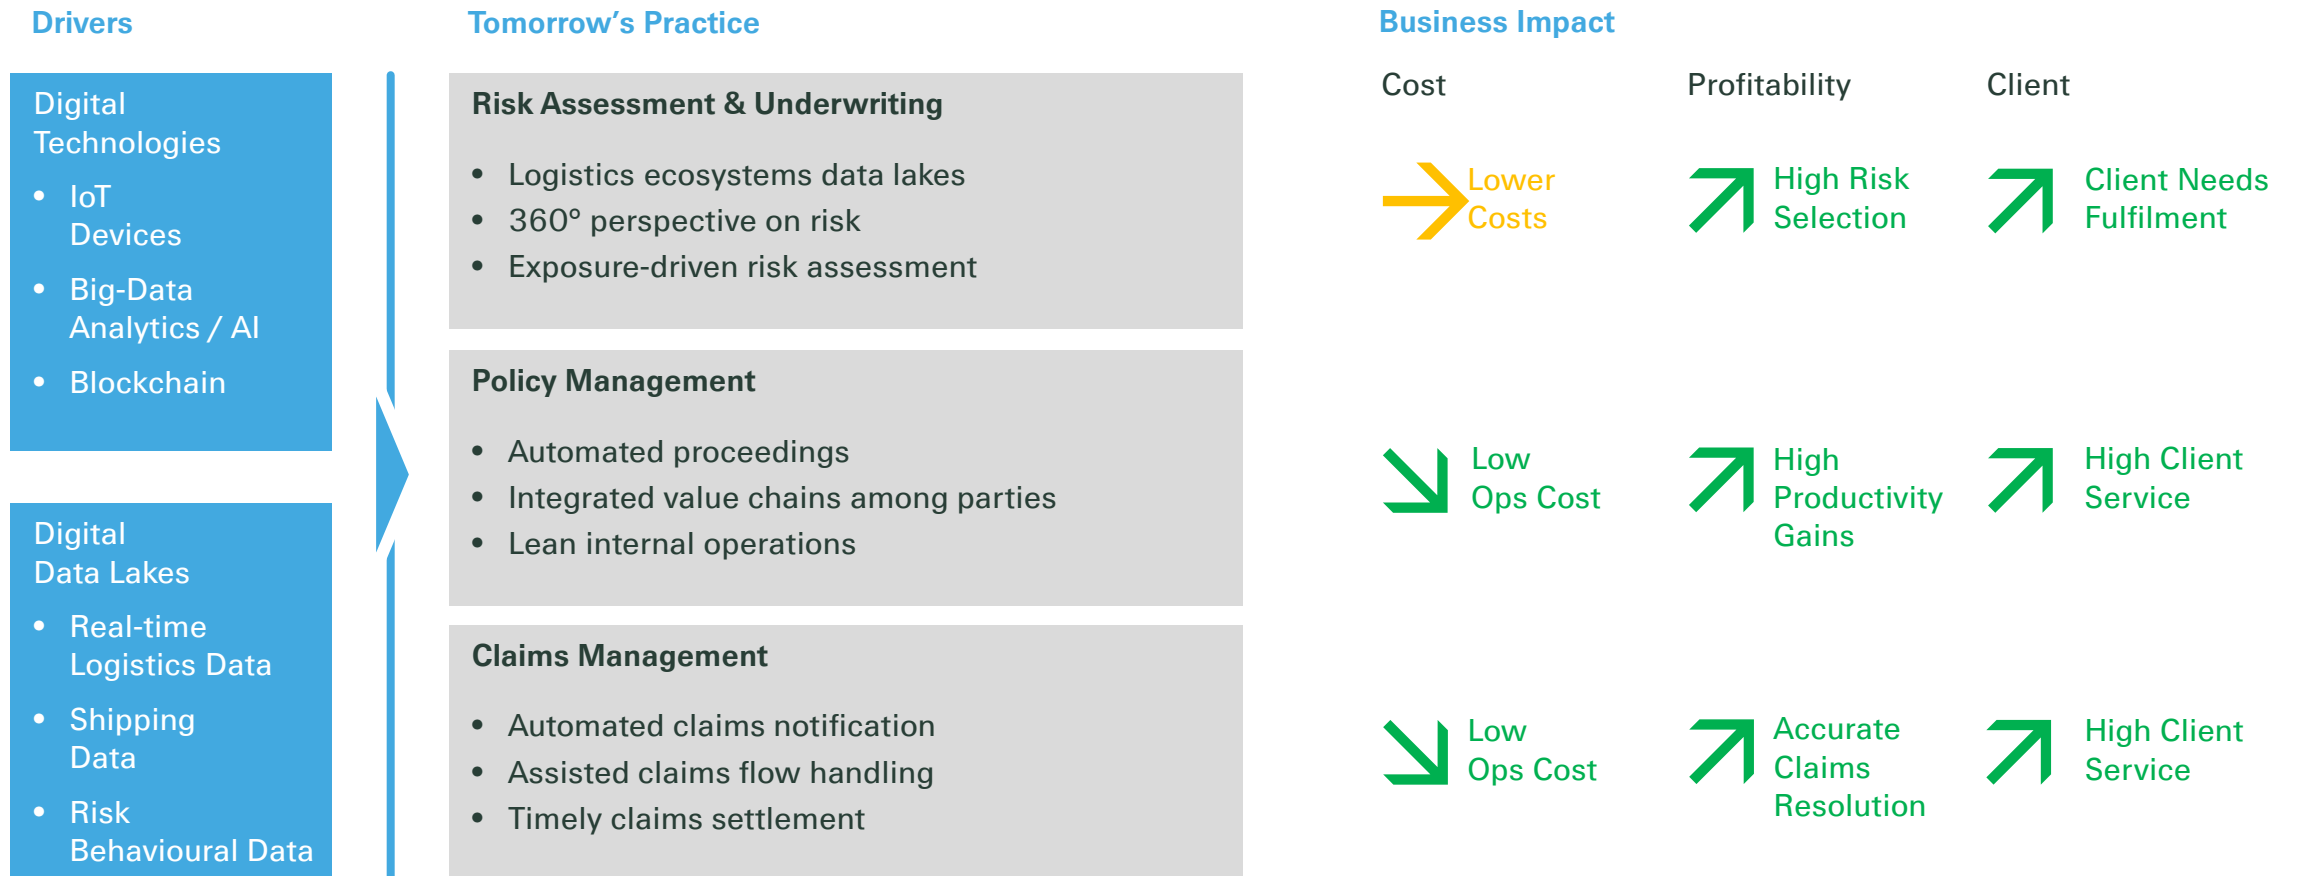 Drivers
Digital
Technologies
• IoT
Devices
• Big-Data
Analytics / AI
• Blockchain
Digital
Data Lakes
• Real-time
Logistics Data
• Shipping
Data
• Risk
Behavioural Data
Tomorrow’s Practice
Risk Assessment & Underwriting
• Logistics ecosystems data lakes
• 360° perspective on risk
• Exposure-driven risk assessment
Policy Management
• Automated proceedings
• Integrated value chains among parties
• Lean internal operations
Claims Management
• Automated claims notification
• Assisted claims flow handling
• Timely claims settlement
Business Impact
Cost
Profitability
Client
Lower
Costs
High Risk
Selection
Client Needs
Fulfilment
Low
Ops Cost
High
Productivity
Gains
High Client
Service
Low
Ops Cost
Accurate
Claims
Resolution
High Client
Service